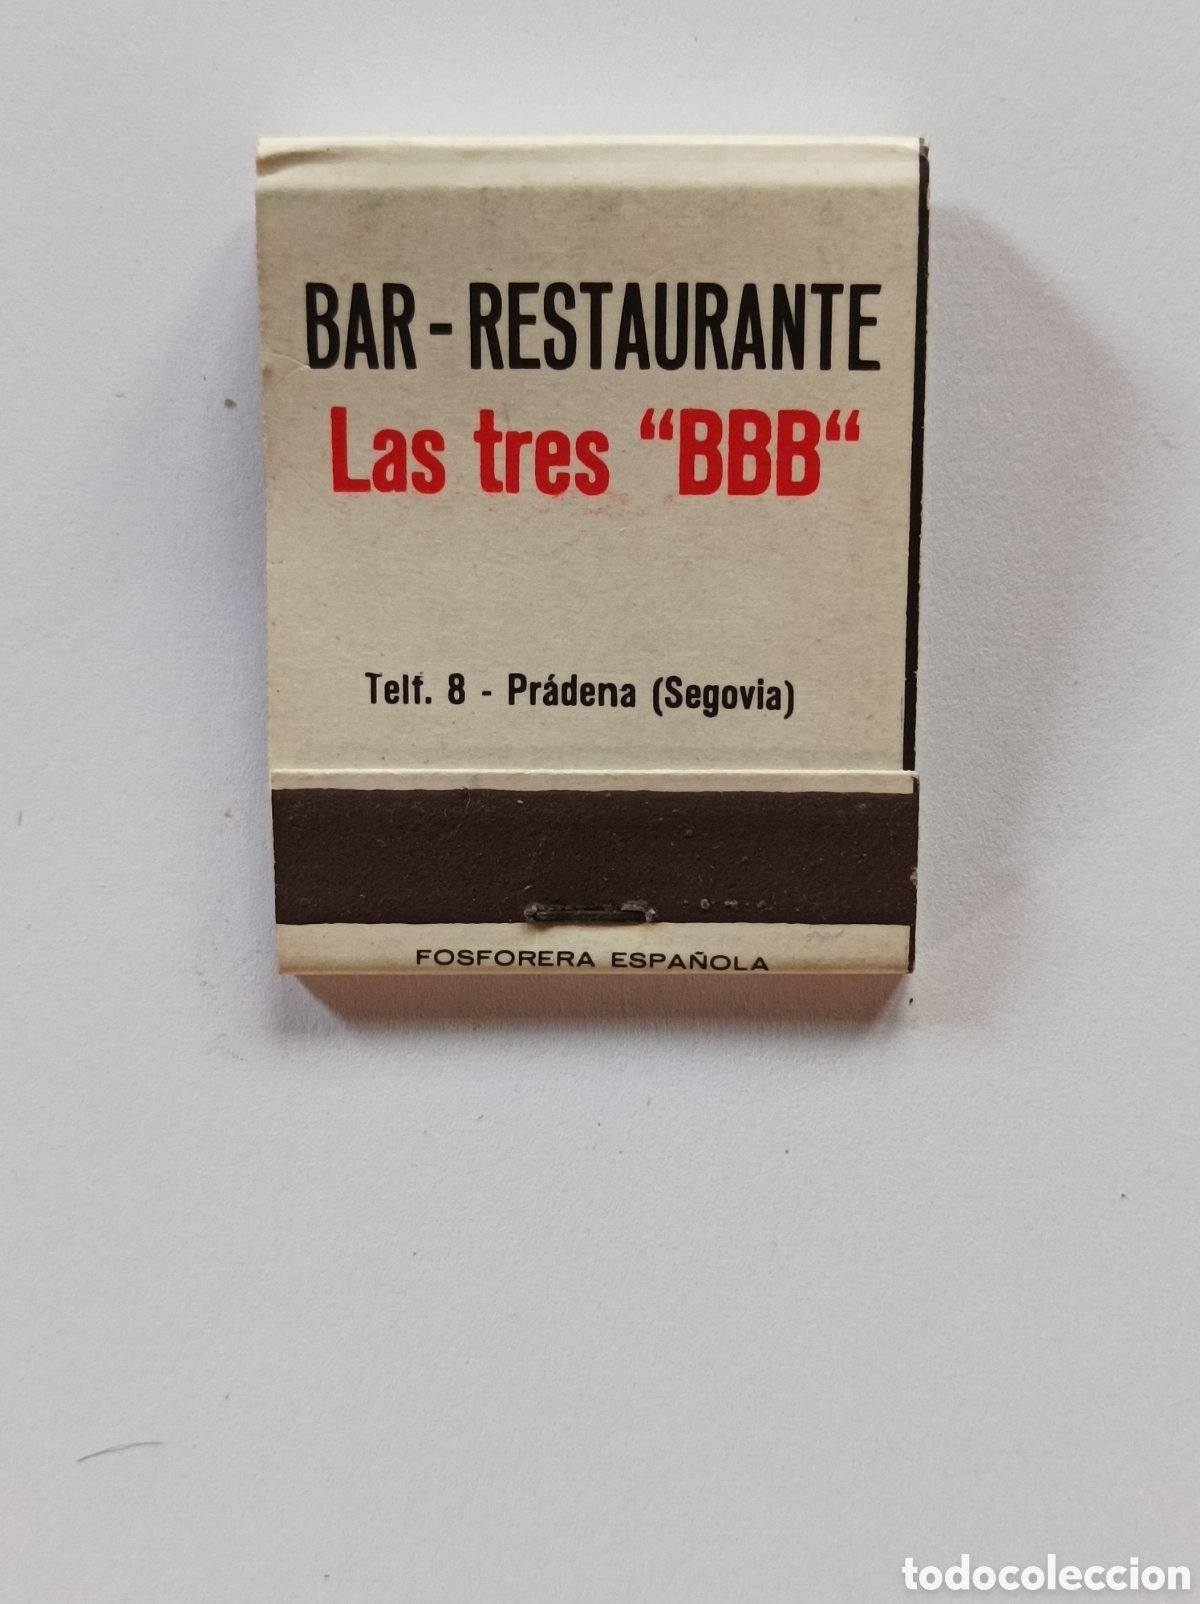 BAR - RESTAURANTE
Las tres “BBB“
Telf. 8 - Prádena (Segovia)
FOSFORERA ESPAÑOLA
todocoleccion